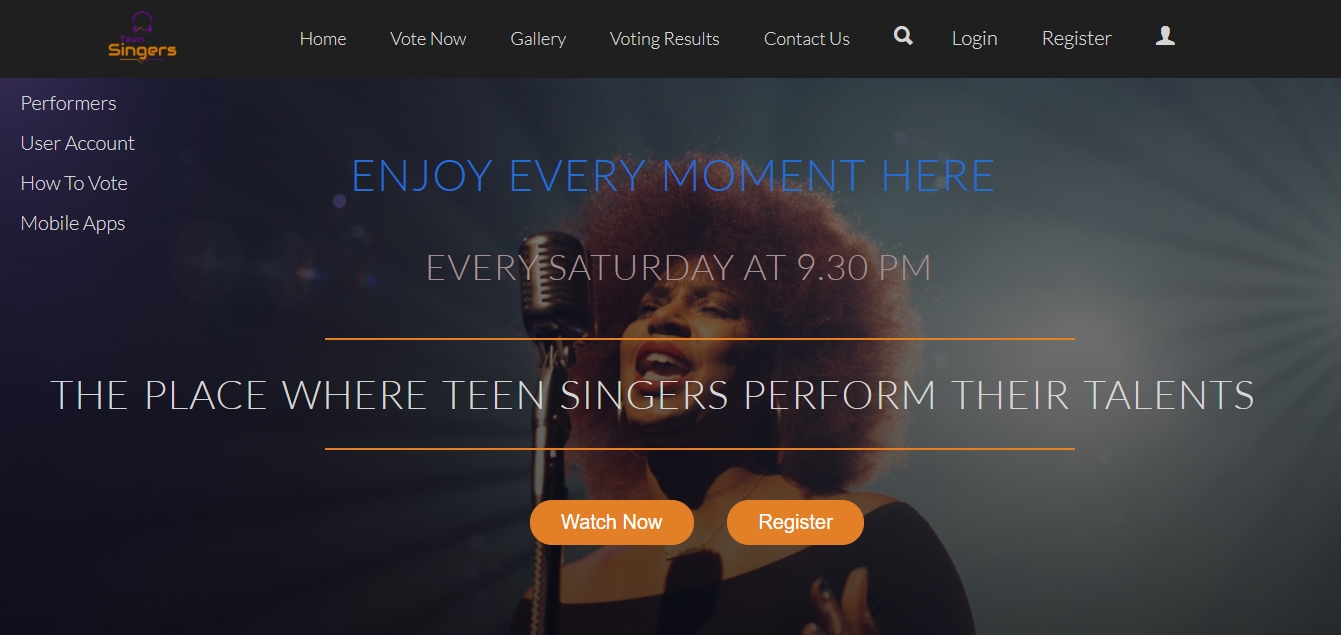 Teen
Singers
Home
Vote Now
Gallery
Voting Results
Contact Us
Login
Register
Performers
User Account
How To Vote
Mobile Apps
ENJOY EVERY MOMENT HERE
EVERY SATURDAY AT 9.30 PM
THE PLACE WHERE TEEN SINGERS PERFORM THEIR TALENTS
Watch Now
Register